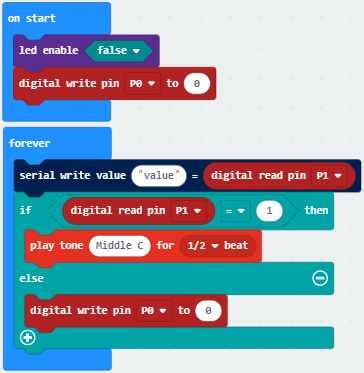 on start
led enable false
digital write pin P0 to 0
forever
serial write value "value" = digital read pin P1
if digital read pin P1 = 1 then
play tone Middle C for 1/2 beat
else
digital write pin P0 to 0